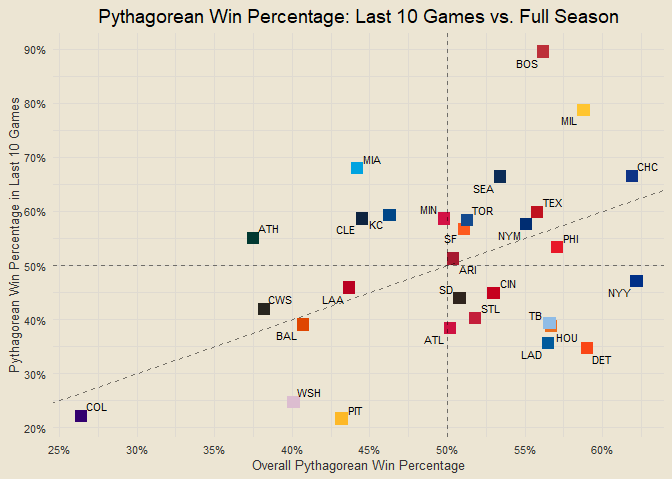 Pythagorean Win Percentage: Last 10 Games vs. Full Season
Pythagorean Win Percentage in Last 10 Games
90%
80%
70%
60%
50%
40%
30%
20%
BOS
MIL
MIA
CHC
SEA
MIN
TOR
TEX
CLE
KC
ATH
SF
NYM
PHI
ARI
NYY
CWS
LAA
SD
CIN
BAL
ATL
STL
TB
HOU
LAD
DET
WSH
COL
PIT
25%
30%
35%
40%
45%
50%
55%
60%
Overall Pythagorean Win Percentage